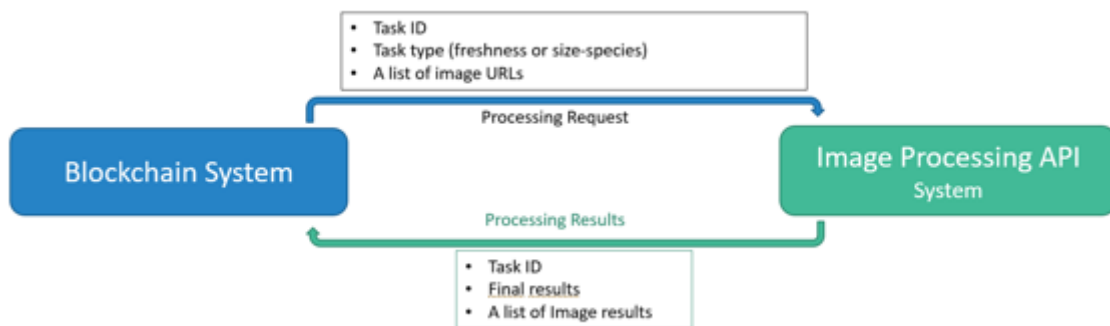 • Task ID
• Task type (freshness or size-species)
• A list of image URLs
Processing Request
Blockchain System
Image Processing API
System
Processing Results
• Task ID
• Final results
• A list of Image results